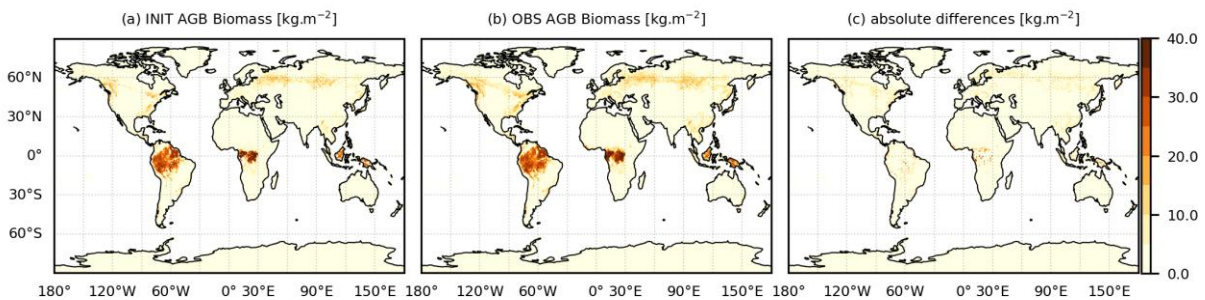 (a) INIT AGB Biomass [kg.m⁻²]
(b) OBS AGB Biomass [kg.m⁻²]
(c) absolute differences [kg.m⁻²]
60°N
30°N
0°
30°S
60°S
180° 120°W 60°W 0° 30°E 90°E 150°E
180° 120°W 60°W 0° 30°E 90°E 150°E
180° 120°W 60°W 0° 30°E 90°E 150°E
40.0
30.0
20.0
10.0
0.0